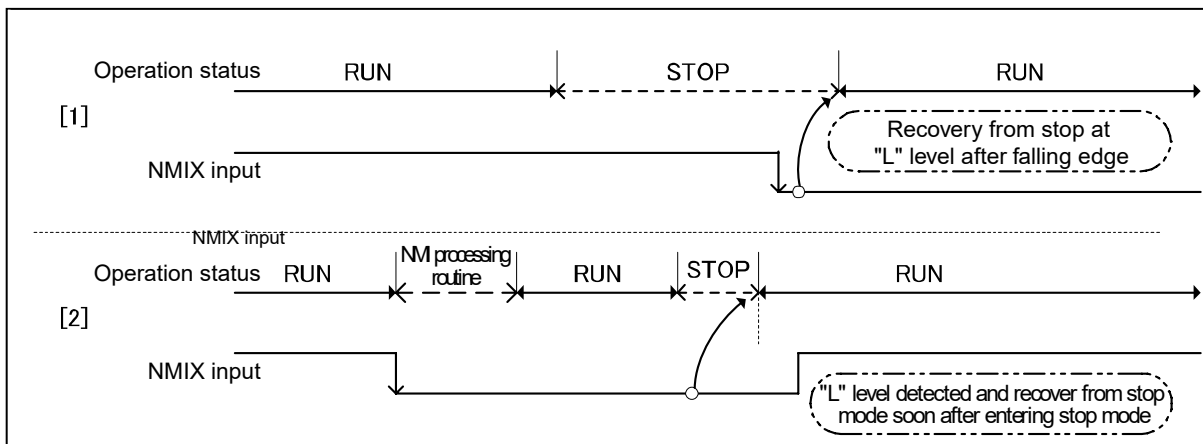 Operation status
RUN
STOP
RUN
[1]
NMIX input
Recovery from stop at
"L" level after falling edge
NMIX input
Operation status
RUN
NMI processing
routine
RUN
STOP
RUN
[2]
NMIX input
"L" level detected and recover from stop
mode soon after entering stop mode